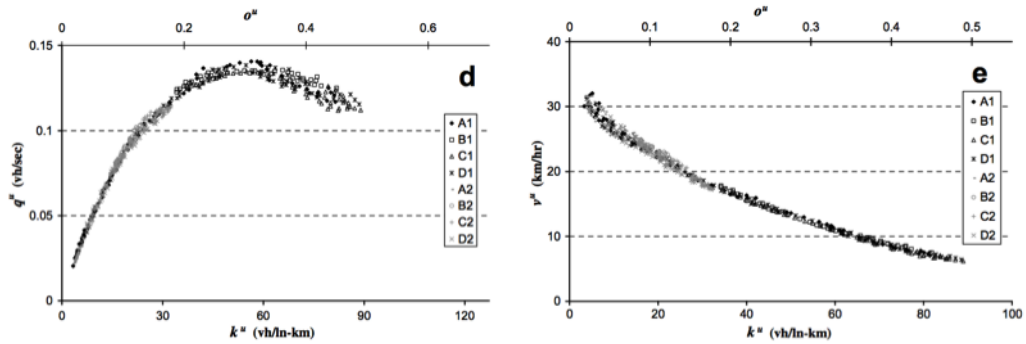 o^u
0 0.2 0.4 0.6
0.15
0.1
0.05
0
q^u (vh/sec)
d
A1
B1
C1
D1
A2
B2
C2
D2
0 30 60 90 120
k^u (vh/ln-km)
o^u
0 0.1 0.2 0.3 0.4 0.5
40
30
20
10
0
v^u (km/hr)
e
A1
B1
C1
D1
A2
B2
C2
D2
0 20 40 60 80 100
k^u (vh/ln-km)